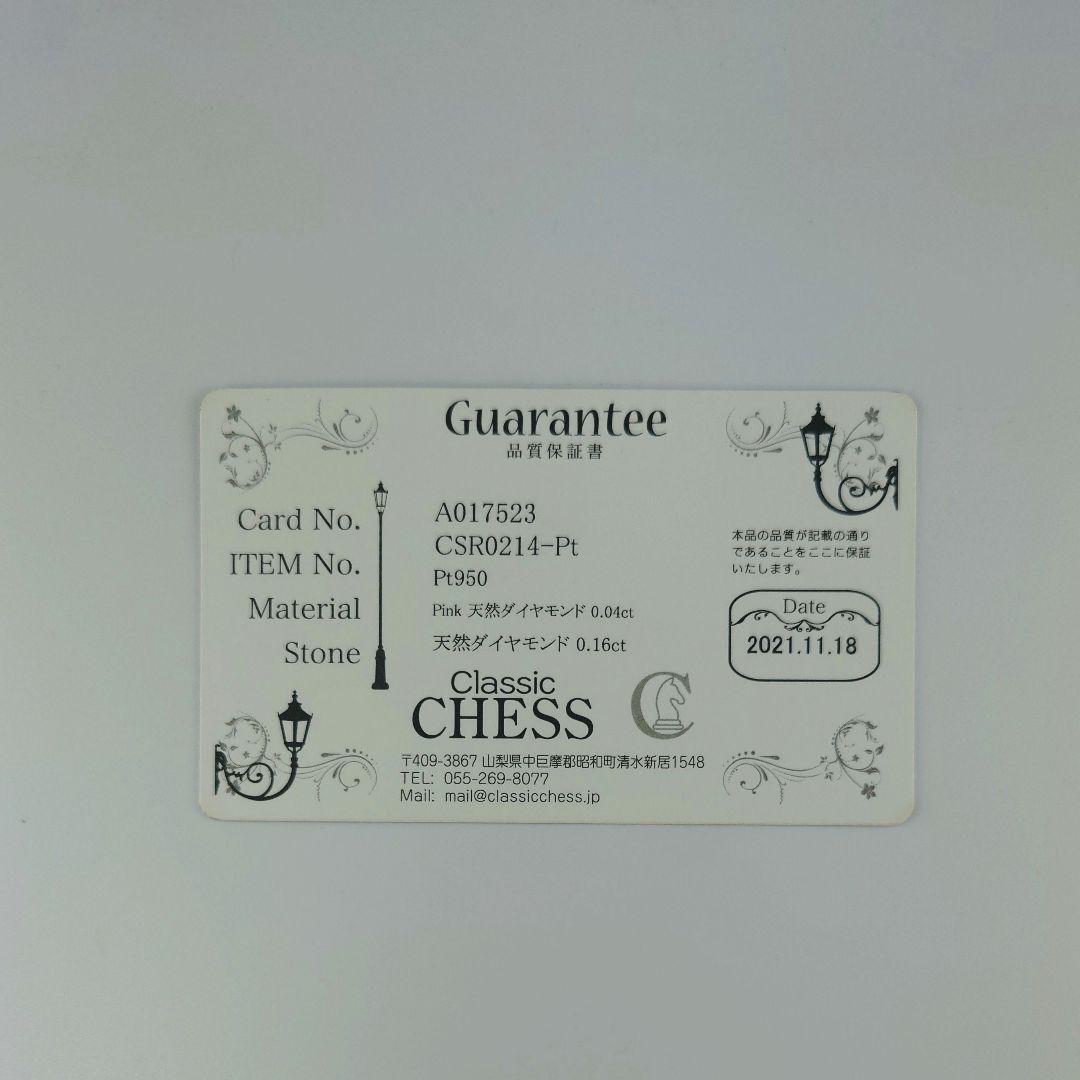 Guarantee
品質保証書
Card No.
ITEM No.
Material
Stone
A017523
CSR0214-Pt
Pt950
Pink 天然ダイヤモンド 0.04ct
天然ダイヤモンド 0.16ct
本品の品質が記載の通り
であることをここに保証
いたします。
Date
2021.11.18
Classic
CHESS
〒409-3867 山梨県中巨摩郡昭和町清水新居1548
TEL: 055-269-8077
Mail: mail@classicchess.jp